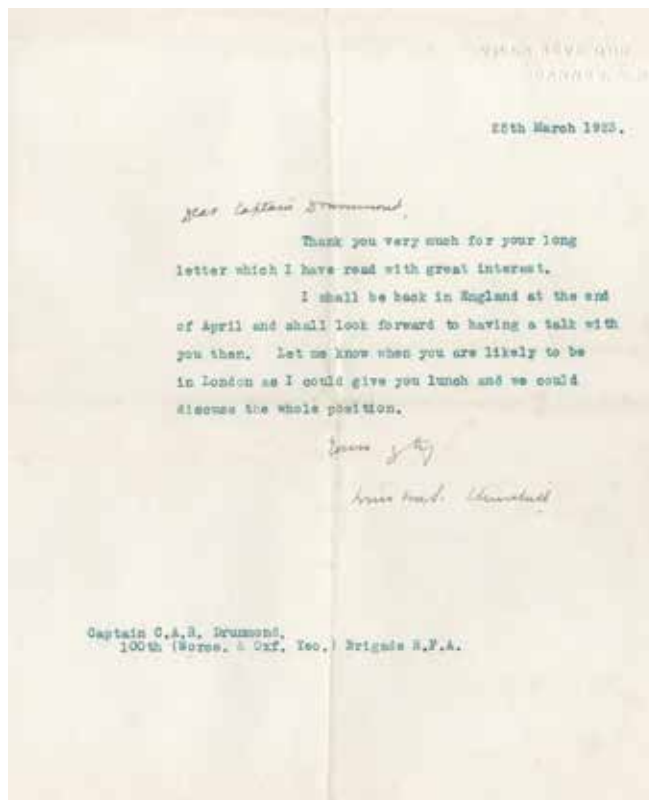 25th March 1923.
Dear Captain Drummond,
Thank you very much for your long
letter which I have read with great interest.
I shall be back in England at the end
of April and shall look forward to having a talk with
you then. Let me know when you are likely to be
in London as I could give you lunch and we could
discuss the whole position.
Yours
Winston S. Churchill
Captain C.A.R. Drummond,
100th (Worcs. & Oxf. Yeo.) Brigade R.F.A.